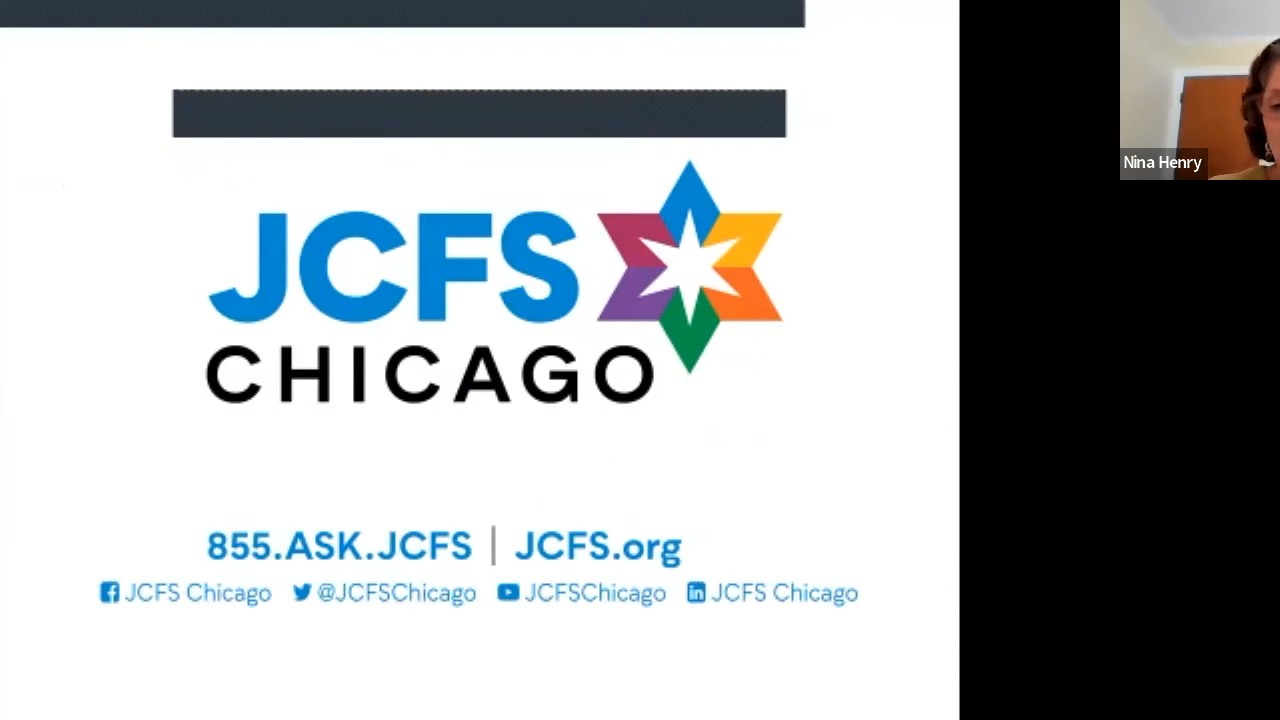 JCFS
CHICAGO
855.ASK.JCFS | JCFS.org
JCFS Chicago @JCFSChicago JCFSChicago JCFS Chicago
Nina Henry